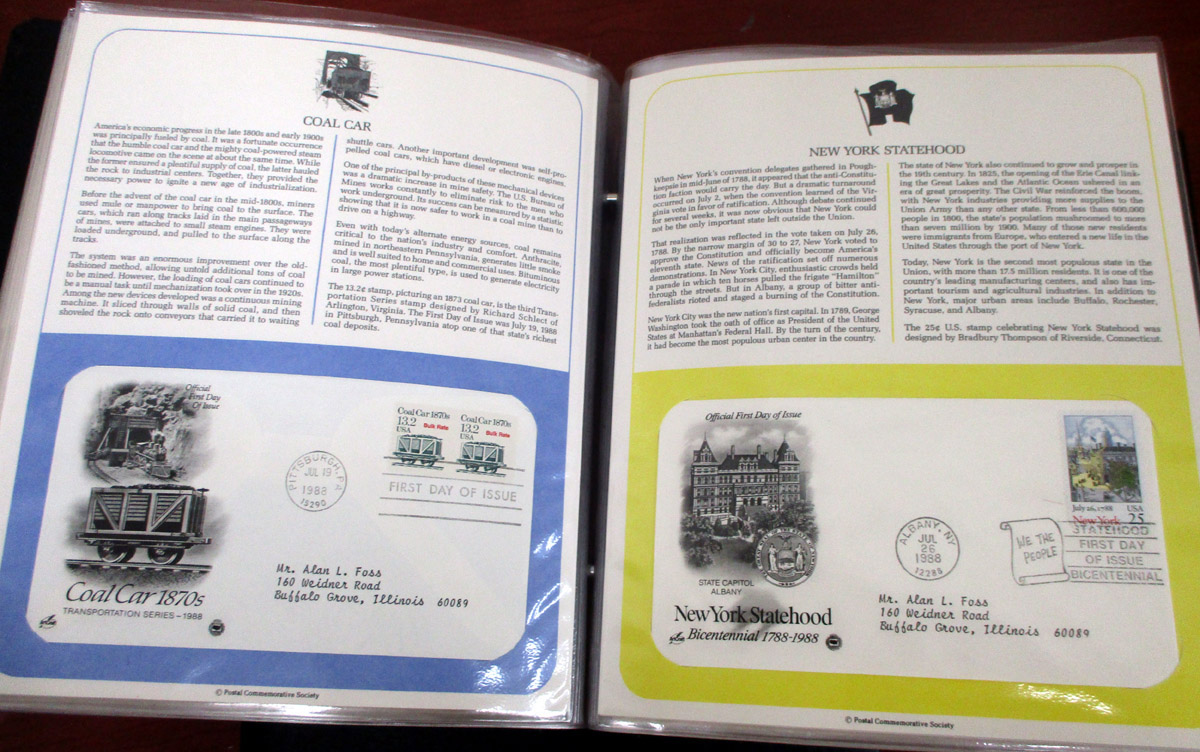 COAL CAR
America's economic progress in the late 1800s and early 1900s
was principally fueled by coal. It was a fortunate occurrence
that the humble coal car and the mighty coal-powered steam
locomotive came on the scene at about the same time. While
the former ensured a plentiful supply of coal, the latter hauled
the rock to industrial centers. Together, they provided the
necessary power to ignite a new age of industrialization.
Before the advent of the coal car in the mid-1800s, miners
used mule or manpower to bring coal to the surface. The
cars, which ran along tracks laid in the main passageways
of mines, were attached to small steam engines. They were
loaded underground, and pulled to the surface along the
tracks.
The system was an enormous improvement over the old-
fashioned method, allowing untold additional tons of coal
to be mined. However, the loading of coal cars continued to
be a manual task until mechanization took over in the 1920s.
Among the new devices developed was a continuous mining
machine. It sliced through walls of solid coal, and then
shoveled the rock onto conveyors that carried it to waiting
shuttle cars. Another important development was self-pro-
pelled coal cars, which have diesel or electronic engines.
One of the principal by-products of these mechanical devices
was a dramatic increase in mine safety. The U.S. Bureau of
Mines works constantly to eliminate risk to the men who
work underground. Its success can be measured by a statistic
showing that it is now safer to work in a coal mine than to
drive on a highway.
Even with today's alternate energy sources, coal remains
critical to the nation's industry and comfort. Anthracite,
mined in northeastern Pennsylvania, generates little smoke
and is well suited to home and commercial uses. Bituminous
coal, the most plentiful type, is used to generate electricity
in large power stations.
The 13.2¢ stamp, picturing an 1873 coal car, is the third Trans-
portation Series stamp designed by Richard Schlect of
Arlington, Virginia. The First Day of Issue was July 19, 1988
in Pittsburgh, Pennsylvania atop one of that state's richest
coal deposits.
Official
First Day
Of Issue
Coal Car 1870s
13.2
USA
Bulk Rate
Coal Car 1870s
13.2
USA
Bulk Rate
PITTSBURGH, PA
JUL 19
1988
15290
FIRST DAY OF ISSUE
Mr. Alan L. Foss
160 Weidner Road
Buffalo Grove, Illinois 60089
Coal Car 1870s
TRANSPORTATION SERIES–1988
© Postal Commemorative Society
NEW YORK STATEHOOD
When New York's convention delegates gathered in Pough-
keepsie in mid-June of 1788, it appeared that the anti-Constitu-
tion faction would carry the day. But a dramatic turnaround
occurred on July 2, when the convention learned of the Vir-
ginia vote in favor of ratification. Although debate continued
for several weeks, it was now obvious that New York could
not be the only important state left outside the Union.
That realization was reflected in the vote taken on July 26,
1788. By the narrow margin of 30 to 27, New York voted to
approve the Constitution and officially become America's
eleventh state. News of the ratification set off numerous
demonstrations. In New York City, enthusiastic crowds held
a parade in which ten horses pulled the frigate "Hamilton"
through the streets. But in Albany, a group of bitter anti-
federalists rioted and staged a burning of the Constitution.
New York City was the new nation's first capital. In 1789, George
Washington took the oath of office as President of the United
States at Manhattan's Federal Hall. By the turn of the century,
it had become the most populous urban center in the country.
The state of New York also continued to grow and prosper in
the 19th century. In 1825, the opening of the Erie Canal link-
ing the Great Lakes and the Atlantic Ocean ushered in an
era of great prosperity. The Civil War reinforced the boom,
with New York industries providing more supplies to the
Union Army than any other state. From less than 600,000
people in 1800, the state's population mushroomed to more
than seven million by 1900. Many of those new residents
were immigrants from Europe, who entered a new life in the
United States through the port of New York.
Today, New York is the second most populous state in the
Union, with more than 17.5 million residents. It is one of the
country's leading manufacturing centers, and also has im-
portant tourism and agricultural industries. In addition to
New York, major urban areas include Buffalo, Rochester,
Syracuse, and Albany.
The 25¢ U.S. stamp celebrating New York Statehood was
designed by Bradbury Thompson of Riverside, Connecticut.
Official First Day of Issue
July 26, 1788 USA
New York 25
ALBANY, NY
JUL
26
1988
12288
WE THE
PEOPLE
STATEHOOD
FIRST DAY
OF ISSUE
BICENTENNIAL
STATE CAPITOL
ALBANY
Mr. Alan L. Foss
160 Weidner Road
Buffalo Grove, Illinois 60089
New York Statehood
Bicentennial 1788-1988
© Postal Commemorative Society